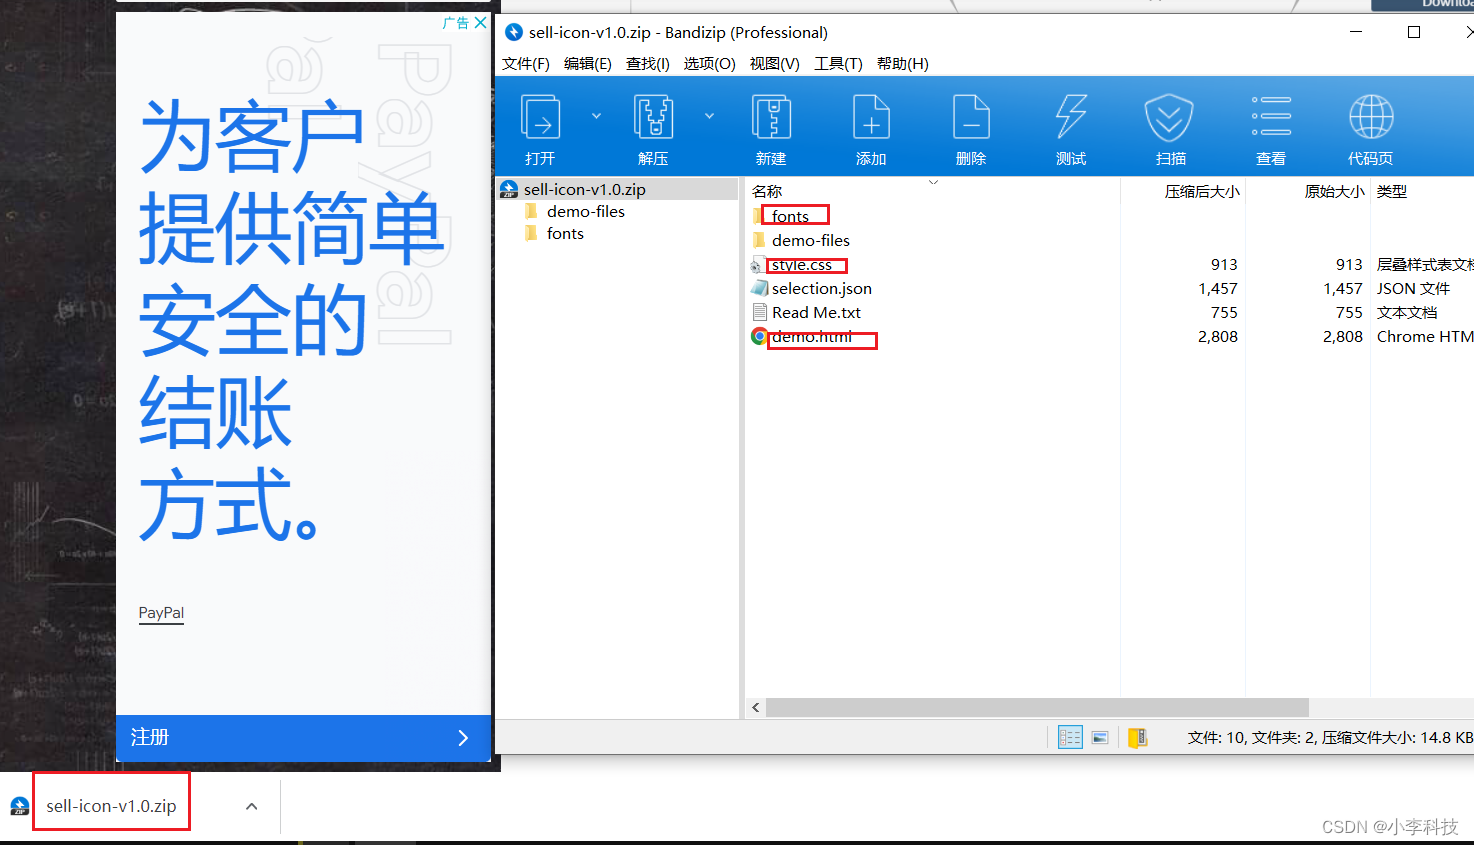 Downloa
广告
PayPal
为客户
提供简单
安全的
结账
方式。
PayPal
注册
sell-icon-v1.0.zip - Bandizip (Professional)
文件(F) 编辑(E) 查找(I) 选项(O) 视图(V) 工具(T) 帮助(H)
打开 解压 新建 添加 删除 测试 扫描 查看 代码页
sell-icon-v1.0.zip
demo-files
fonts
名称 压缩后大小 原始大小 类型
fonts
demo-files
style.css 913 913 层叠样式表文档
selection.json 1,457 1,457 JSON 文件
Read Me.txt 755 755 文本文档
demo.html 2,808 2,808 Chrome HTM
文件: 10, 文件夹: 2, 压缩文件大小: 14.8 KB
sell-icon-v1.0.zip
CSDN @小李科技